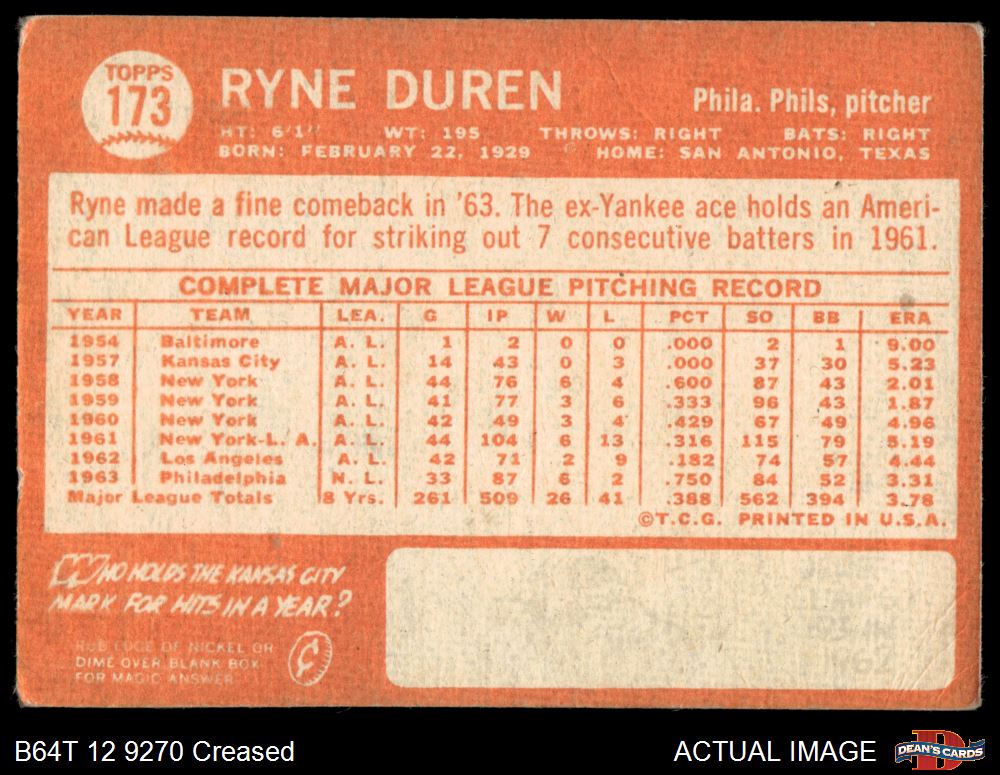 TOPPS
173
RYNE DUREN
Phila. Phils, pitcher
HT: 6'1" WT: 195 THROWS: RIGHT BATS: RIGHT
BORN: FEBRUARY 22, 1929 HOME: SAN ANTONIO, TEXAS
Ryne made a fine comeback in '63. The ex-Yankee ace holds an Ameri-
can League record for striking out 7 consecutive batters in 1961.
COMPLETE MAJOR LEAGUE PITCHING RECORD
YEAR TEAM LEA. G IP W L PCT SO BB ERA
1954 Baltimore A. L. 1 2 0 0 .000 2 1 9.00
1957 Kansas City A. L. 14 43 0 3 .000 37 30 5.23
1958 New York A. L. 44 76 6 4 .600 87 43 2.01
1959 New York A. L. 41 77 3 6 .333 96 43 1.87
1960 New York A. L. 42 49 3 4 .429 67 49 4.96
1961 New York-L. A. A. L. 44 104 6 13 .316 115 79 5.19
1962 Los Angeles A. L. 42 71 2 9 .182 74 57 4.44
1963 Philadelphia N. L. 33 87 6 2 .750 84 52 3.31
Major League Totals 8 Yrs. 261 509 26 41 .388 562 394 3.78
©T.C.G. PRINTED IN U.S.A.
WHO HOLDS THE KANSAS CITY
MARK FOR HITS IN A YEAR?
RUB EDGE OF NICKEL OR
DIME OVER BLANK BOX
FOR MAGIC ANSWER
B64T 12 9270 Creased
ACTUAL IMAGE
DEAN'S CARDS